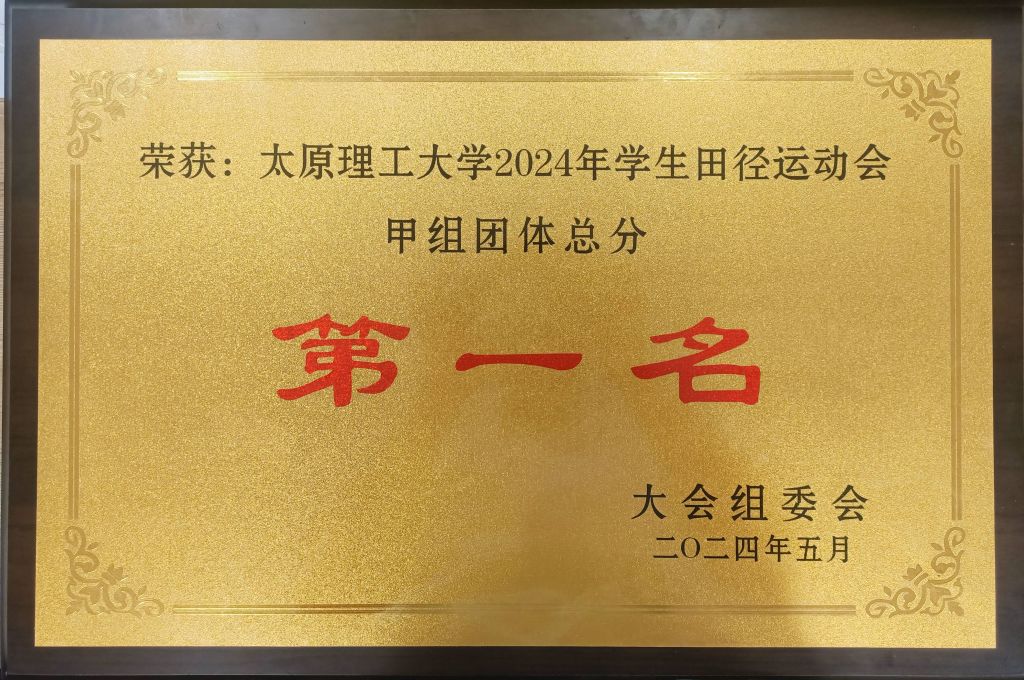 荣获：太原理工大学2024年学生田径运动会
甲组团体总分
第一名
大会组委会
二〇二四年五月